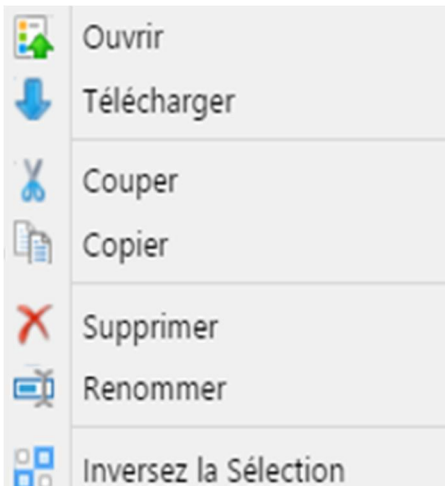 Ouvrir
Télécharger
Couper
Copier
Supprimer
Renommer
Inversez la Sélection